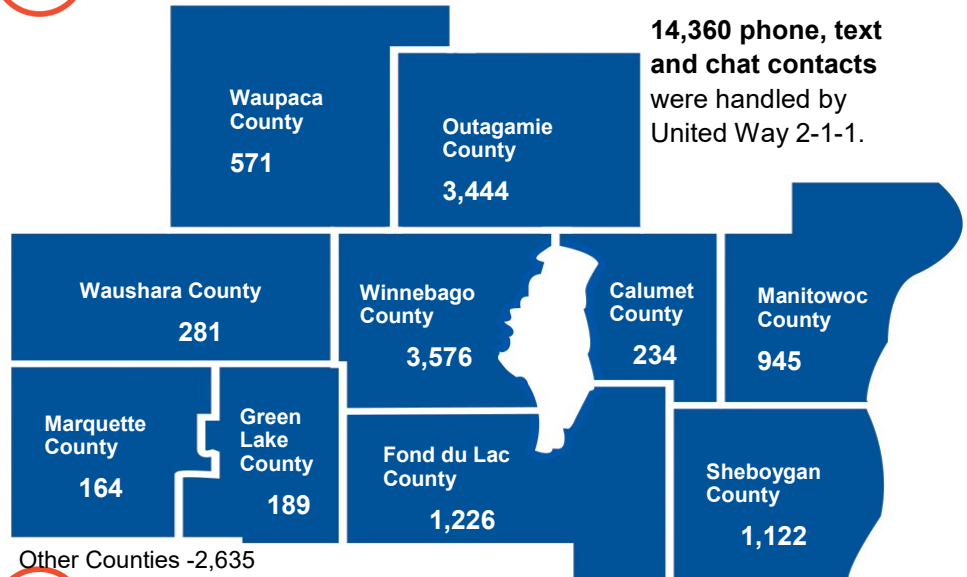 14,360 phone, text
and chat contacts
were handled by
United Way 2-1-1.
Waupaca
County
571
Outagamie
County
3,444
Waushara County
281
Winnebago
County
3,576
Calumet
County
234
Manitowoc
County
945
Marquette
County
164
Green
Lake
County
189
Fond du Lac
County
1,226
Sheboygan
County
1,122
Other Counties -2,635